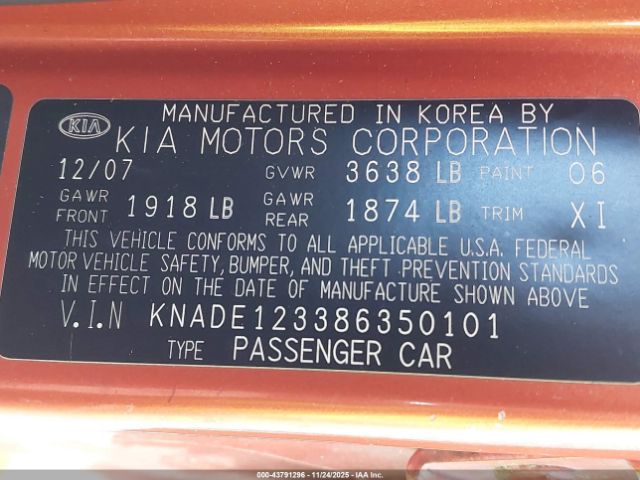 MANUFACTURED IN KOREA BY
KIA KIA MOTORS CORPORATION
12/07 GVWR 3638 LB PAINT 06
GAWR FRONT 1918 LB GAWR REAR 1874 LB TRIM XI
THIS VEHICLE CONFORMS TO ALL APPLICABLE U.S.A. FEDERAL
MOTOR VEHICLE SAFETY, BUMPER, AND THEFT PREVENTION STANDARDS
IN EFFECT ON THE DATE OF MANUFACTURE SHOWN ABOVE
V.I.N KNADE123386350101
TYPE PASSENGER CAR
000-43791296 - 11/24/2025 - IAAI.COM